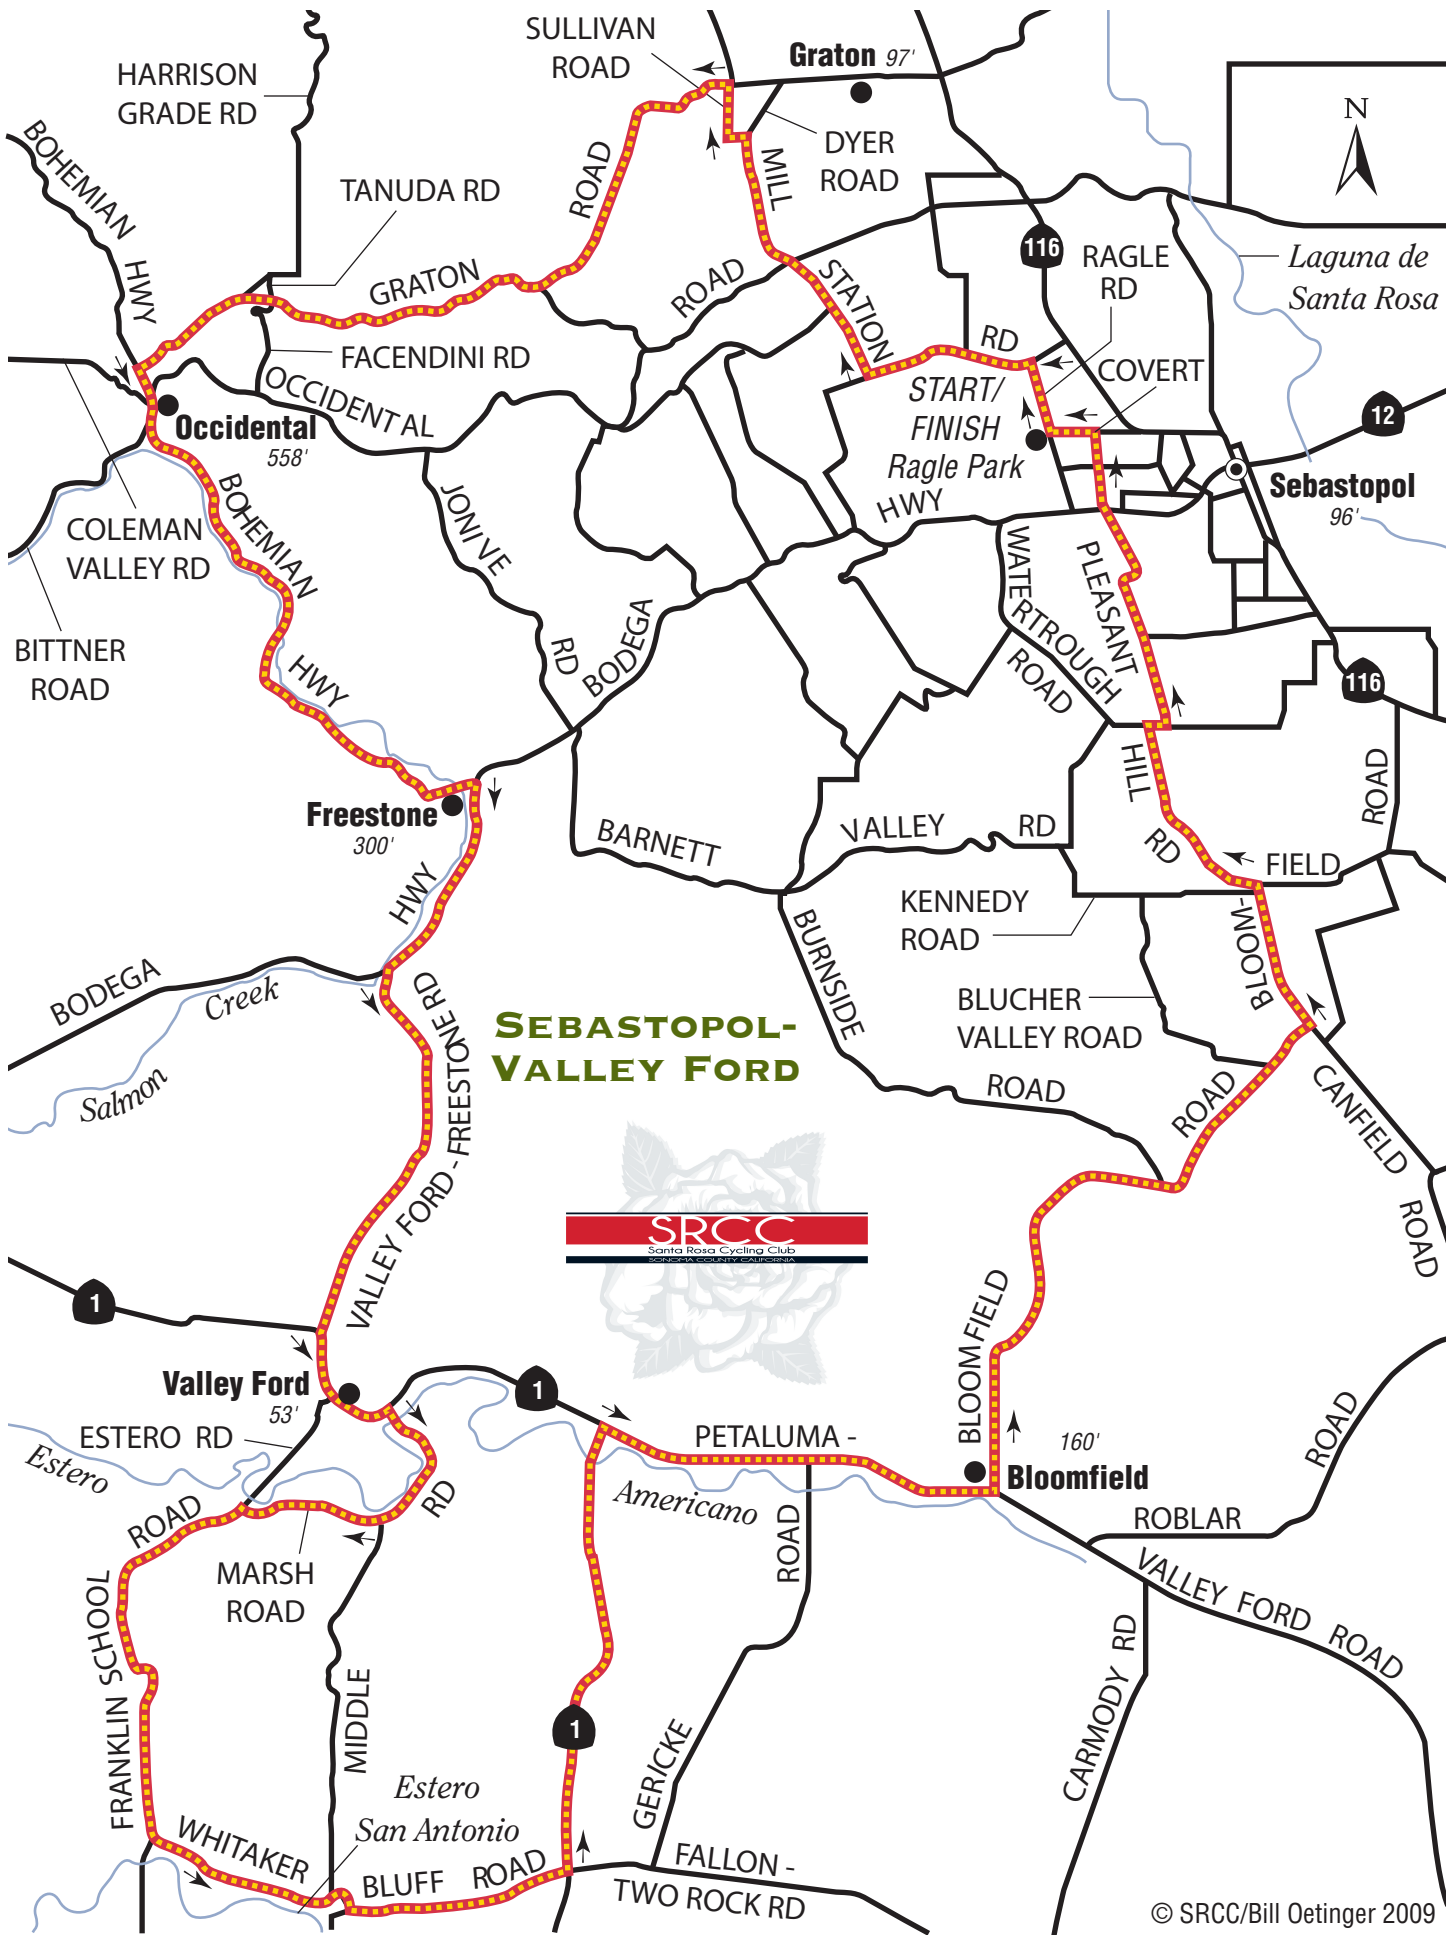 SULLIVAN
ROAD
Graton 97'
HARRISON
GRADE RD
BOHEMIAN
HWY
TANUDA RD
ROAD
GRATON
DYER
ROAD
MILL
STATION
RD
N
116
RAGLE
RD
Laguna de
Santa Rosa
ROAD
FACENDINI RD
OCCIDENTAL
COVERT
START/
FINISH
Ragle Park
12
Occidental
558'
Sebastopol
96'
HWY
BOHEMIAN
HWY
JONIVE
RD
COLEMAN
VALLEY RD
BITTNER
ROAD
WATERTROUGH
ROAD
PLEASANT
HILL
RD
BODEGA
116
Freestone
300'
HWY
BARNETT
VALLEY
RD
ROAD
FIELD
BLOOM-
KENNEDY
ROAD
BURNSIDE
ROAD
BLUCHER
VALLEY ROAD
BODEGA
Creek
Salmon
SEBASTOPOL-
VALLEY FORD
VALLEY FORD - FREESTONE RD
ROAD
CANFIELD
ROAD
SRCC
Santa Rosa Cycling Club
SONOMA COUNTY CALIFORNIA
1
BLOOMFIELD
Valley Ford
53'
1
ESTERO RD
Estero
PETALUMA -
160'
Bloomfield
Americano
ROAD
ROBLAR
ROAD
RD
MARSH
ROAD
FRANKLIN SCHOOL
ROAD
VALLEY FORD ROAD
MIDDLE
1
GERICKE
CARMODY RD
Estero
San Antonio
WHITAKER
BLUFF ROAD
FALLON -
TWO ROCK RD
© SRCC/Bill Oetinger 2009